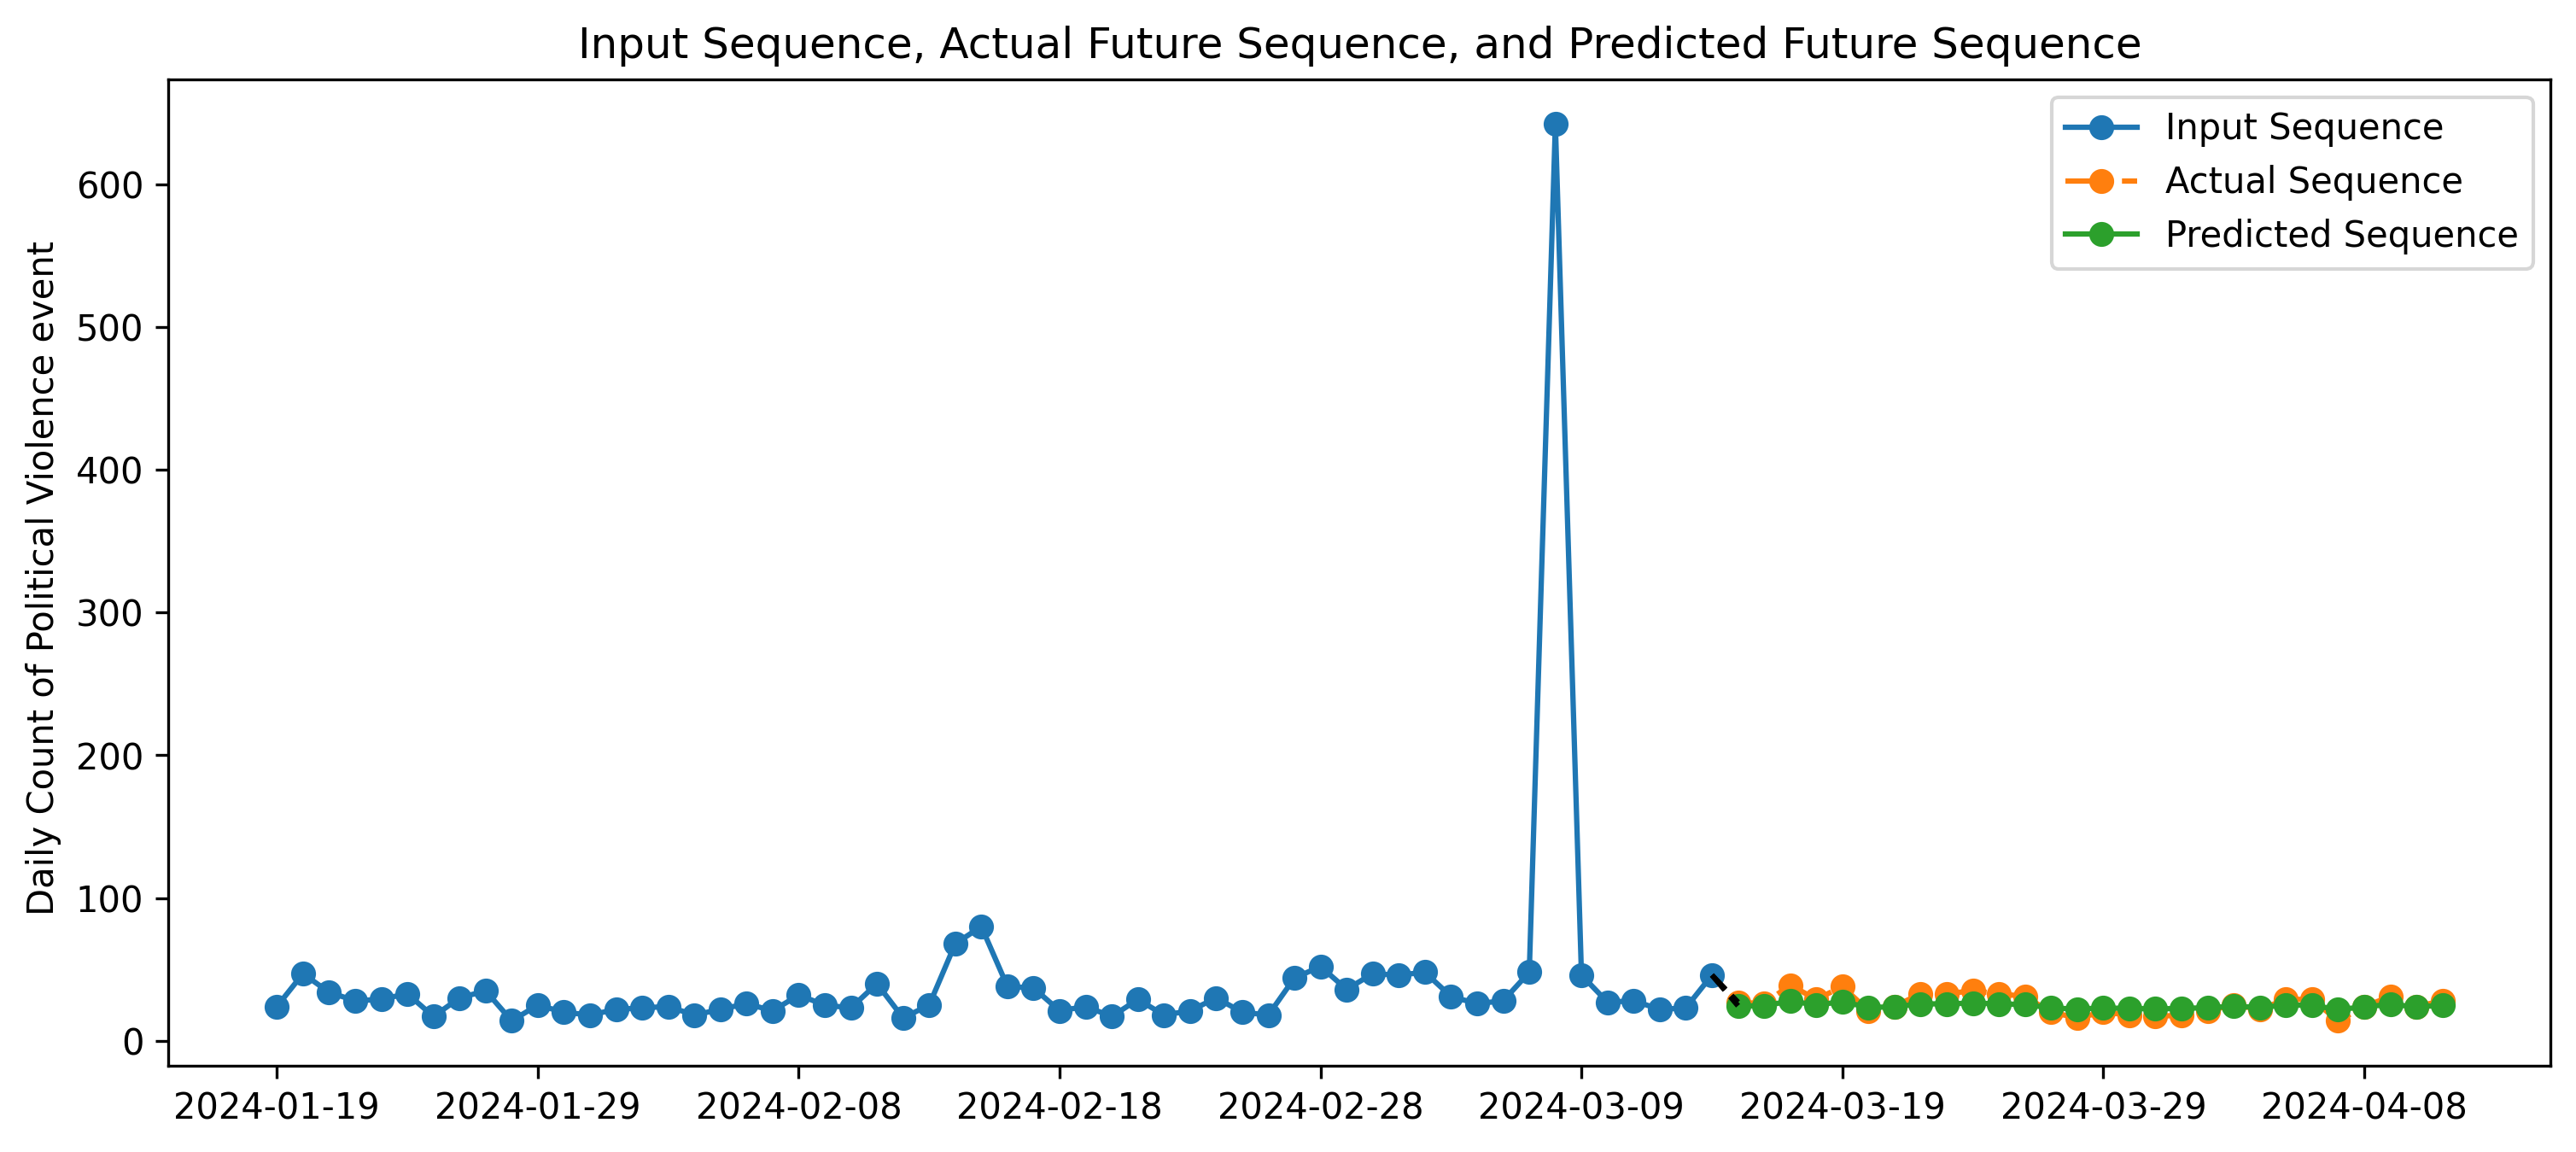 Input Sequence, Actual Future Sequence, and Predicted Future Sequence
Input Sequence
Actual Sequence
Predicted Sequence
Daily Count of Political Violence event
600
500
400
300
200
100
0
2024-01-19 2024-01-29 2024-02-08 2024-02-18 2024-02-28 2024-03-09 2024-03-19 2024-03-29 2024-04-08